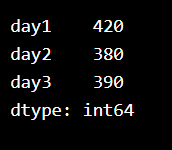 day1    420
day2    380
day3    390
dtype: int64